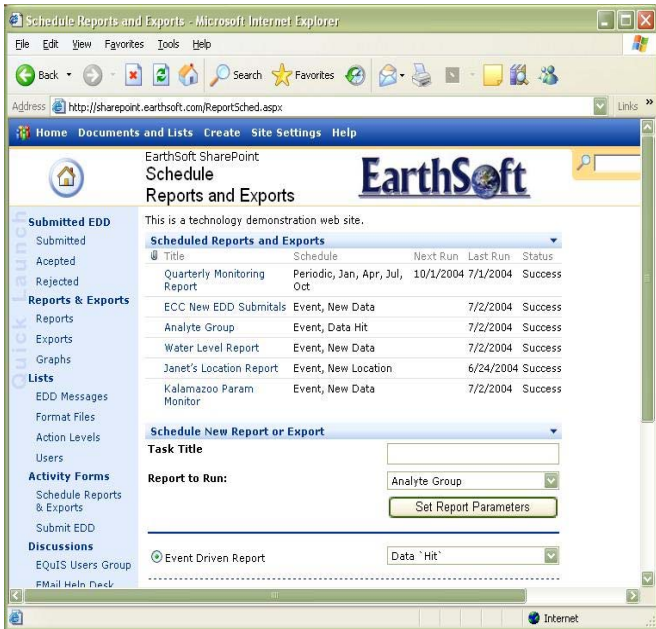 Schedule Reports and Exports - Microsoft Internet Explorer
File Edit View Favorites Tools Help
Back Search Favorites
Address http://sharepoint.earthsoft.com/ReportSched.aspx Links »
Home Documents and Lists Create Site Settings Help
EarthSoft SharePoint
Schedule
Reports and Exports
EarthSoft
This is a technology demonstration web site.
Quick Launch
Submitted EDD
Submitted
Acepted
Rejected
Reports & Exports
Reports
Exports
Graphs
Lists
EDD Messages
Format Files
Action Levels
Users
Activity Forms
Schedule Reports
& Exports
Submit EDD
Discussions
EQuIS Users Group
EMail Help Desk
Scheduled Reports and Exports
Title Schedule Next Run Last Run Status
Quarterly Monitoring Periodic, Jan, Apr, Jul, 10/1/2004 7/1/2004 Success
Report Oct
ECC New EDD Submitals Event, New Data 7/2/2004 Success
Analyte Group Event, Data Hit 7/2/2004 Success
Water Level Report Event, New Data 7/2/2004 Success
Janet's Location Report Event, New Location 6/24/2004 Success
Kalamazoo Param Event, New Data 7/2/2004 Success
Monitor
Schedule New Report or Export
Task Title
Report to Run: Analyte Group
Set Report Parameters
Event Driven Report Data `Hit`
Internet